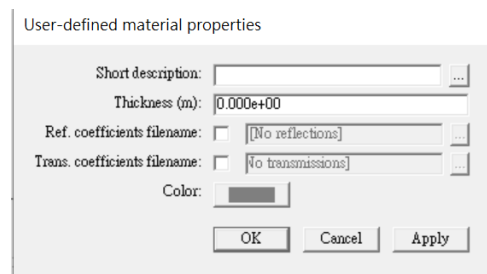 User-defined material properties
Short description:
...
Thickness (m): 0.000e+00
Ref. coefficients filename: [No reflections] ...
Trans. coefficients filename: No transmissions] ...
Color:
OK Cancel Apply